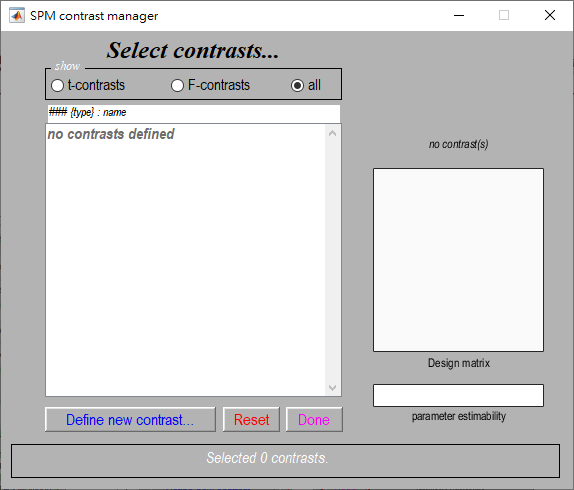 SPM contrast manager
Select contrasts...
show
t-contrasts
F-contrasts
all
### {type} : name
no contrasts defined
no contrast(s)
Design matrix
parameter estimability
Define new contrast...
Reset
Done
Selected 0 contrasts.